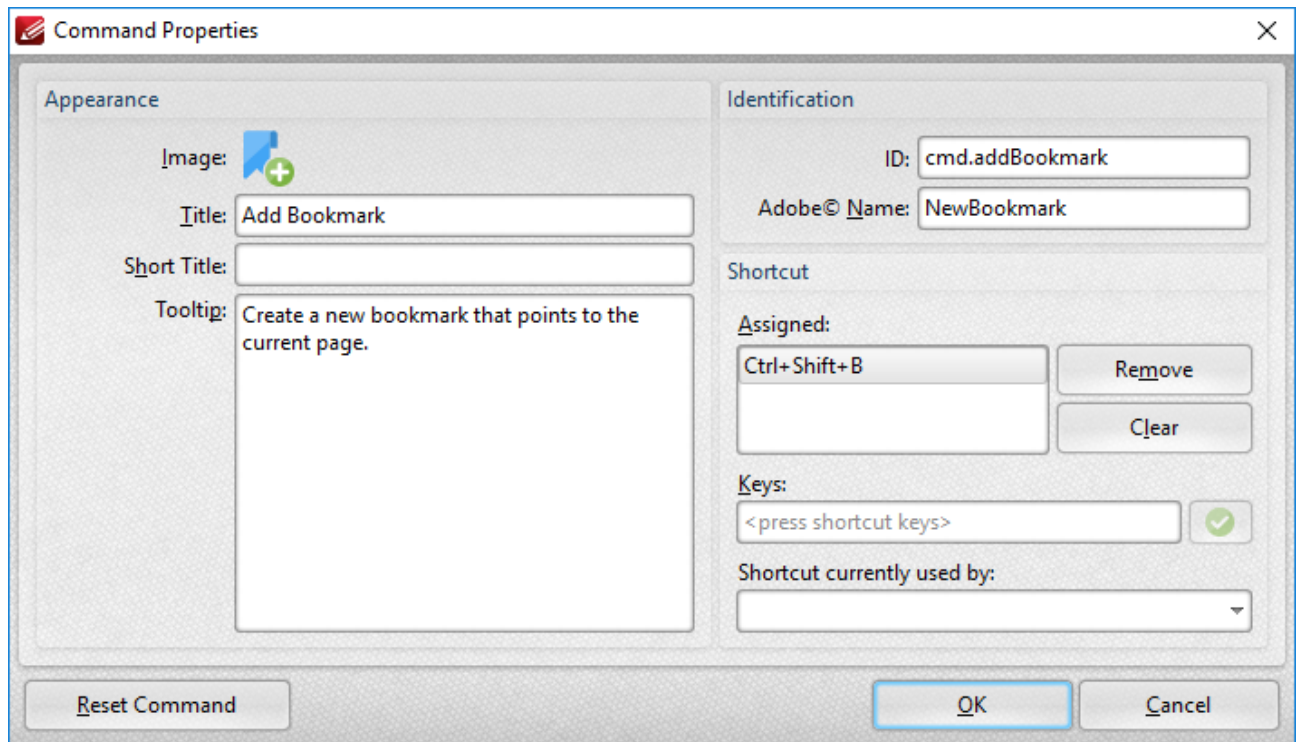 Command Properties
Appearance
Image:
Title: Add Bookmark
Short Title:
Tooltip: Create a new bookmark that points to the
current page.
Identification
ID: cmd.addBookmark
Adobe© Name: NewBookmark
Shortcut
Assigned:
Ctrl+Shift+B
Remove
Clear
Keys:
<press shortcut keys>
Shortcut currently used by:
Reset Command
OK
Cancel